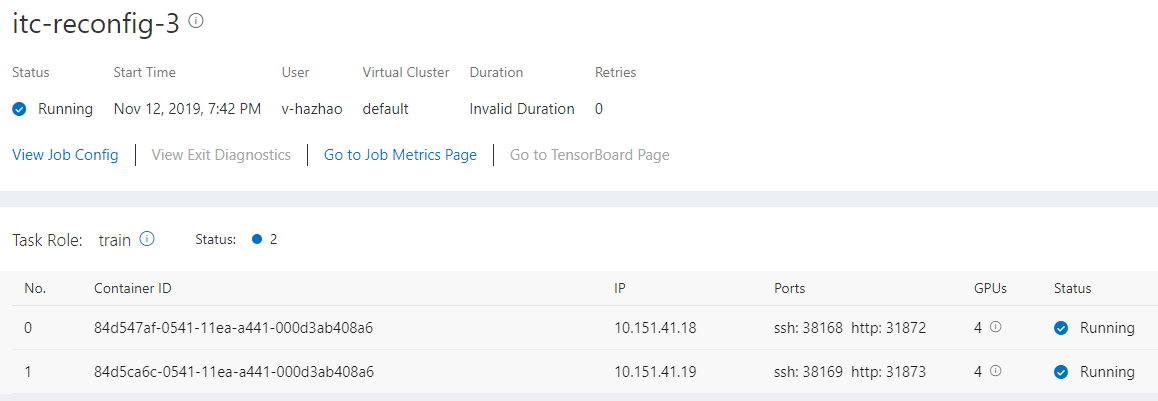 itc-reconfig-3
Status Start Time User Virtual Cluster Duration Retries
Running Nov 12, 2019, 7:42 PM v-hazhao default Invalid Duration 0
View Job Config View Exit Diagnostics Go to Job Metrics Page Go to TensorBoard Page
Task Role: train Status: 2
No. Container ID IP Ports GPUs Status
0 84d547af-0541-11ea-a441-000d3ab408a6 10.151.41.18 ssh: 38168 http: 31872 4 Running
1 84d5ca6c-0541-11ea-a441-000d3ab408a6 10.151.41.19 ssh: 38169 http: 31873 4 Running